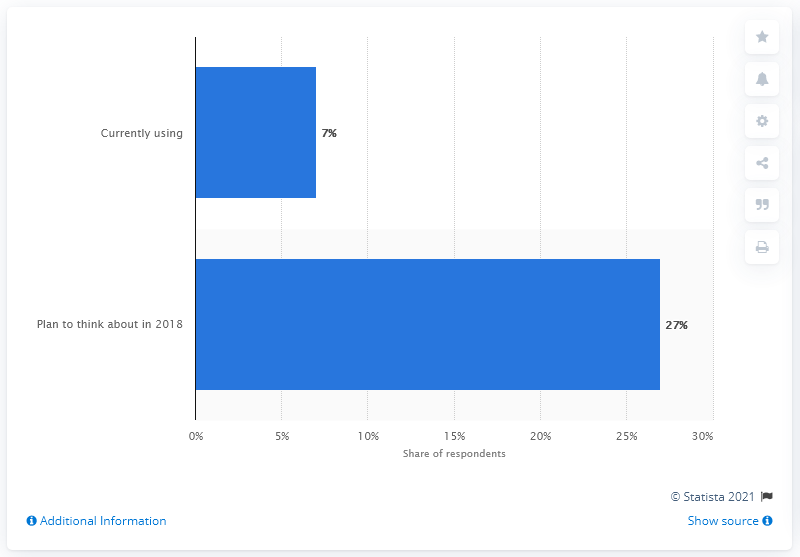 Currently using
7%
Plan to think about in 2018
27%
0% 5% 10% 15% 20% 25% 30%
Share of respondents
© Statista 2021
Additional Information
Show source